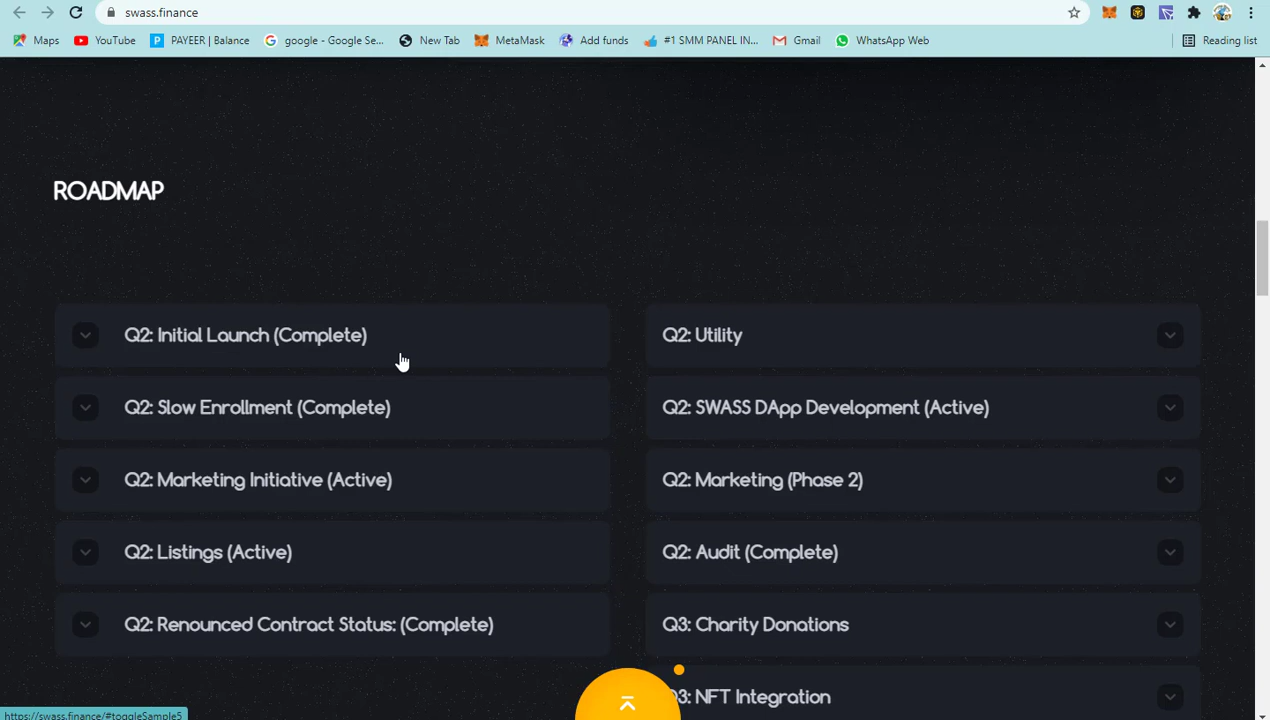 swass.finance
Maps
YouTube
PAYEER | Balance
google - Google Se...
New Tab
MetaMask
Add funds
#1 SMM PANEL IN...
Gmail
WhatsApp Web
Reading list
ROADMAP
Q2: Initial Launch (Complete)
Q2: Slow Enrollment (Complete)
Q2: Marketing Initiative (Active)
Q2: Listings (Active)
Q2: Renounced Contract Status: (Complete)
Q2: Utility
Q2: SWASS DApp Development (Active)
Q2: Marketing (Phase 2)
Q2: Audit (Complete)
Q3: Charity Donations
Q3: NFT Integration
https://swass.finance/#toggleSample5